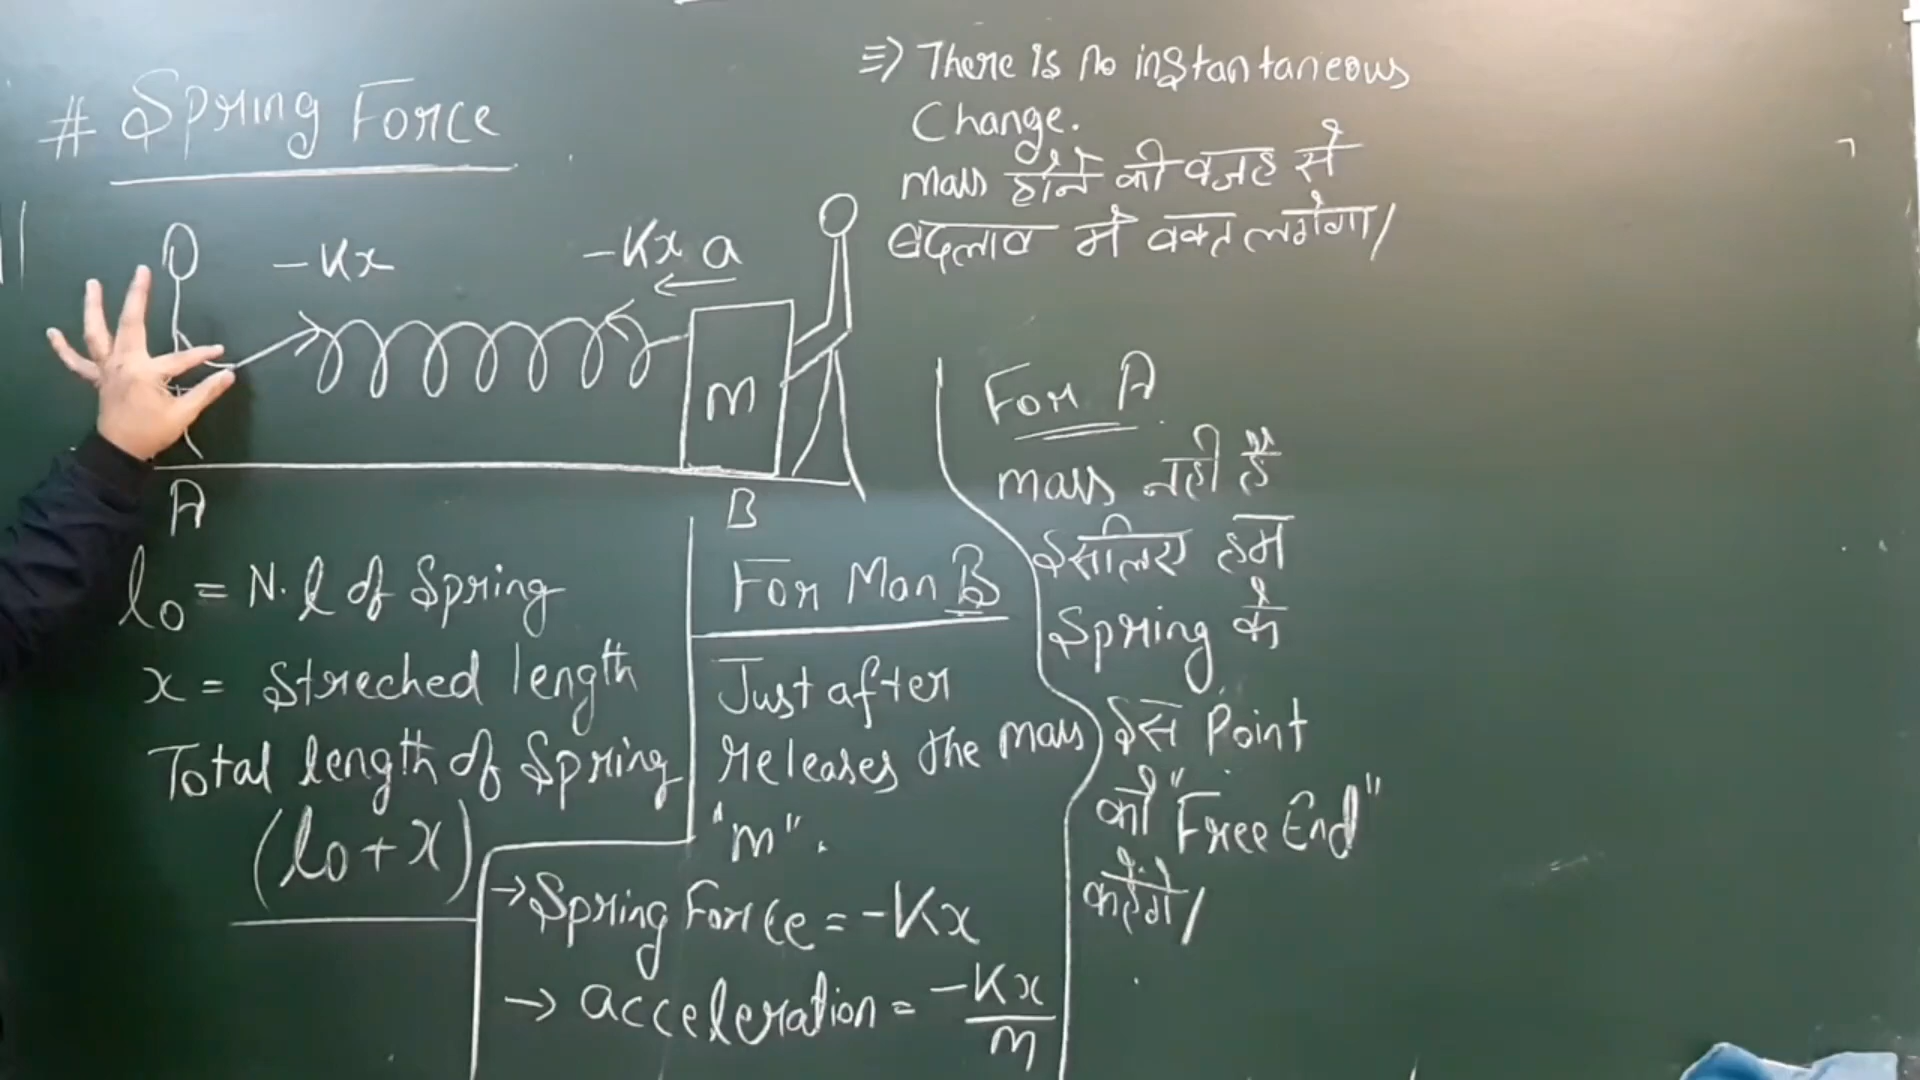 # Spring Force
-Kx
-Kx a
m
A
B
l₀ = N.l of Spring
x = Streched length
Total length of Spring
(l₀+x)
For Man B
Just after
releases the mass
"m".
→ Spring Force = -Kx
→ acceleration = -Kx/m
⇒ There is no instantaneous
Change.
mass होने की वजह से
बदलाव में वक्त लगेगा/
For A
mass नही है
इसलिए हम
Spring के
इस Point
को "Free End"
कहेंगे/